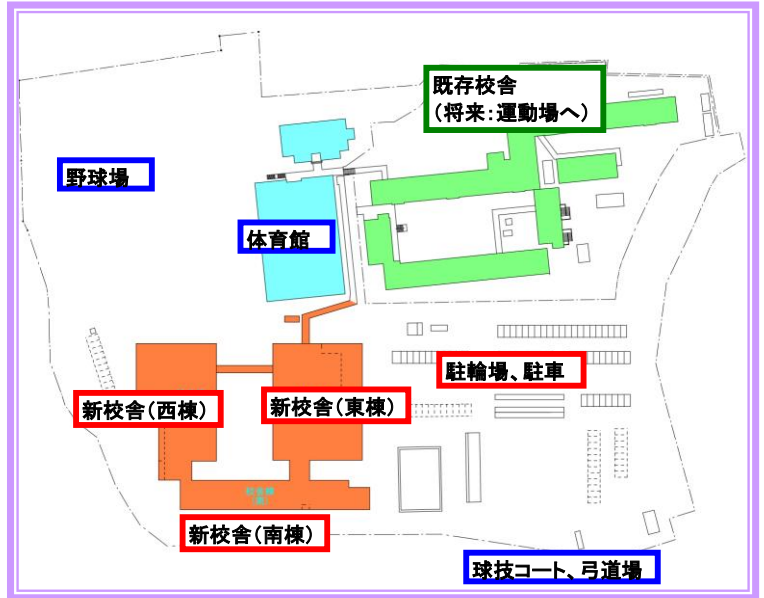 既存校舎
(将来:運動場へ)
野球場
体育館
駐輪場、駐車
新校舎(西棟)
新校舎(東棟)
新校舎(南棟)
球技コート、弓道場